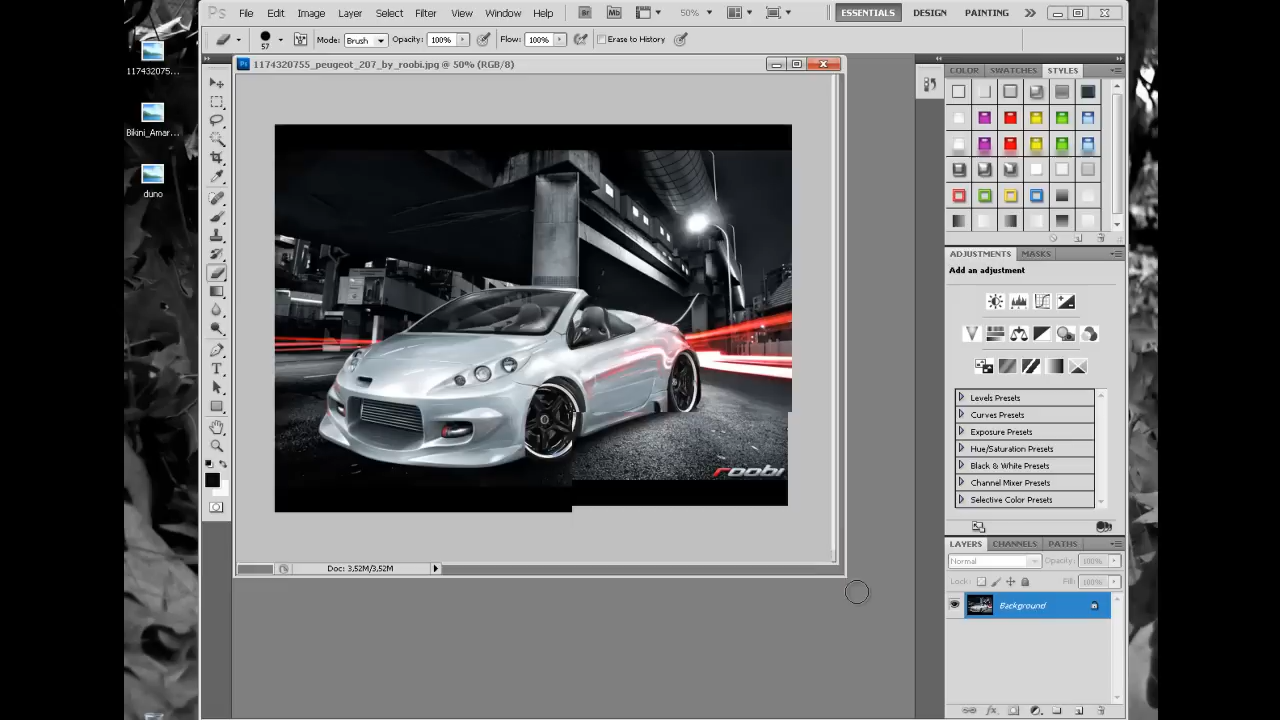 Ps File Edit Image Layer Select Filter View Window Help Br Mb 50% ESSENTIALS DESIGN PAINTING
57 Mode: Brush Opacity: 100% Flow: 100% Erase to History
1174320755_peugeot_207_by_roobi.jpg @ 50% (RGB/8)
1174320755...
Bikini_Amar...
duno
roobi
Doc: 3,52M/3,52M
COLOR SWATCHES STYLES
ADJUSTMENTS MASKS
Add an adjustment
Levels Presets
Curves Presets
Exposure Presets
Hue/Saturation Presets
Black & White Presets
Channel Mixer Presets
Selective Color Presets
LAYERS CHANNELS PATHS
Normal Opacity: 100%
Lock: Fill: 100%
Background